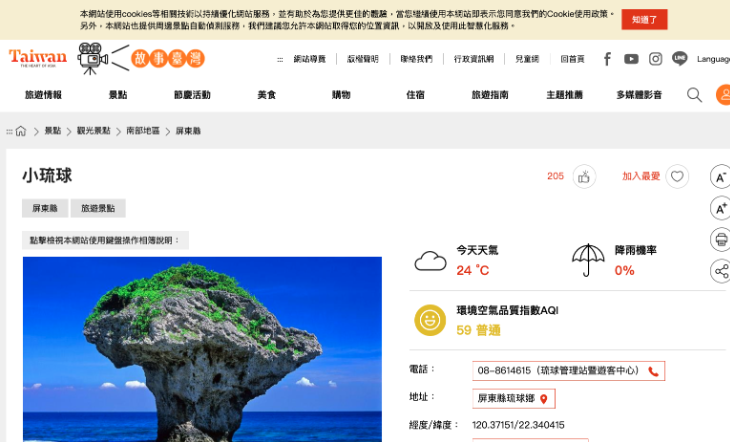 本網站使用cookies等相關技術以持續優化網站服務，並有助於為您提供更佳的體驗，當您繼續使用本網站即表示您同意我們的Cookie使用政策。
另外，本網站也提供周邊景點自動偵測服務，我們建議您允許本網站取得您的位置資訊，以開放及使用此智慧化服務。
知道了
Taiwan
THE HEART OF ASIA
故事臺灣
::: 網站導覽 版權聲明 聯絡我們 行政資訊網 兒童網 回首頁 LINE Language
旅遊情報 景點 節慶活動 美食 購物 住宿 旅遊指南 主題推薦 多媒體影音
::: 景點 觀光景點 南部地區 屏東縣
小琉球
205 加入最愛
A-
屏東縣 旅遊景點
A+
點擊檢視本網站使用鍵盤操作相簿說明：
今天天氣
24 °C
降雨機率
0%
環境空氣品質指數AQI
59 普通
電話： 08-8614615（琉球管理站暨遊客中心）
地址： 屏東縣琉球鄉
經度/緯度： 120.37151/22.340415